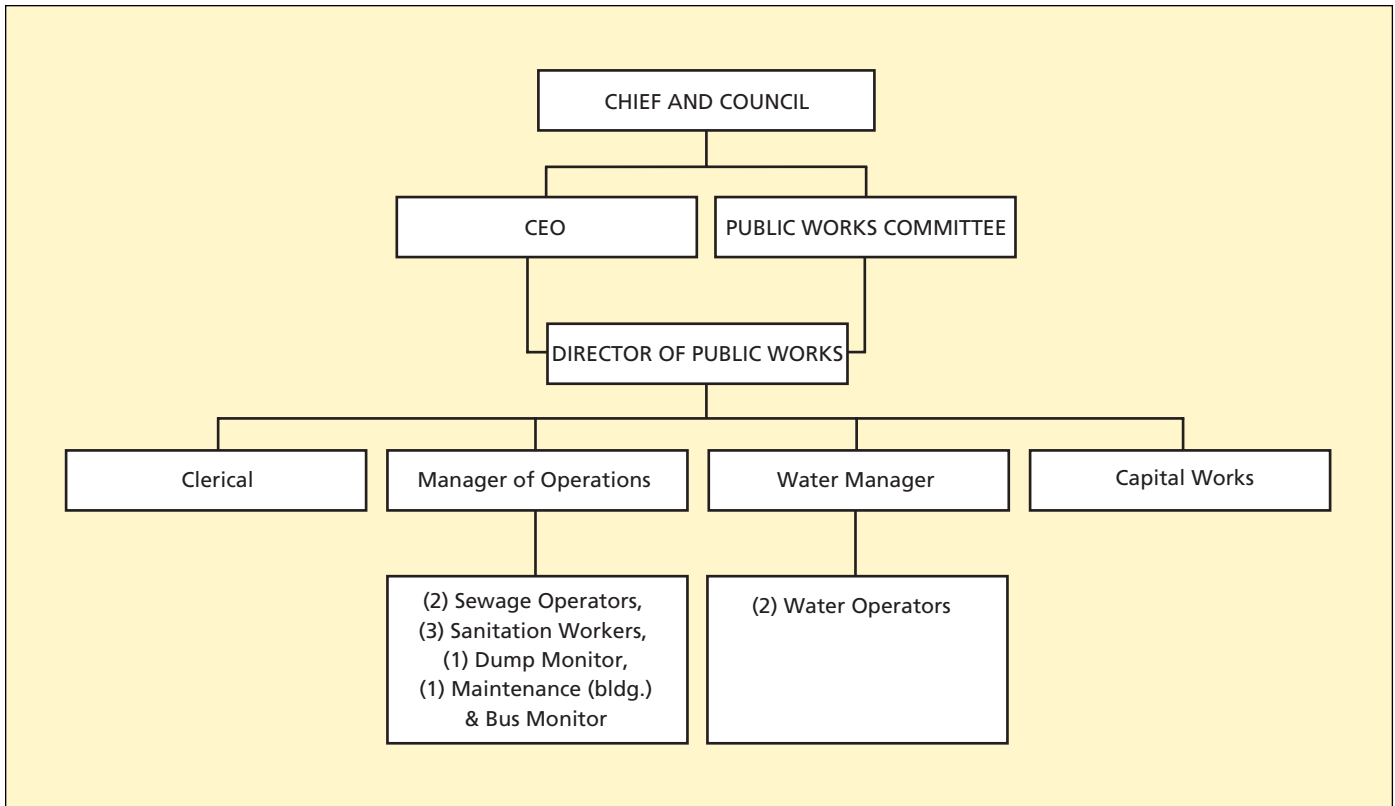 CHIEF AND COUNCIL
CEO
PUBLIC WORKS COMMITTEE
DIRECTOR OF PUBLIC WORKS
Clerical
Manager of Operations
Water Manager
Capital Works
(2) Sewage Operators,
(3) Sanitation Workers,
(1) Dump Monitor,
(1) Maintenance (bldg.)
& Bus Monitor
(2) Water Operators